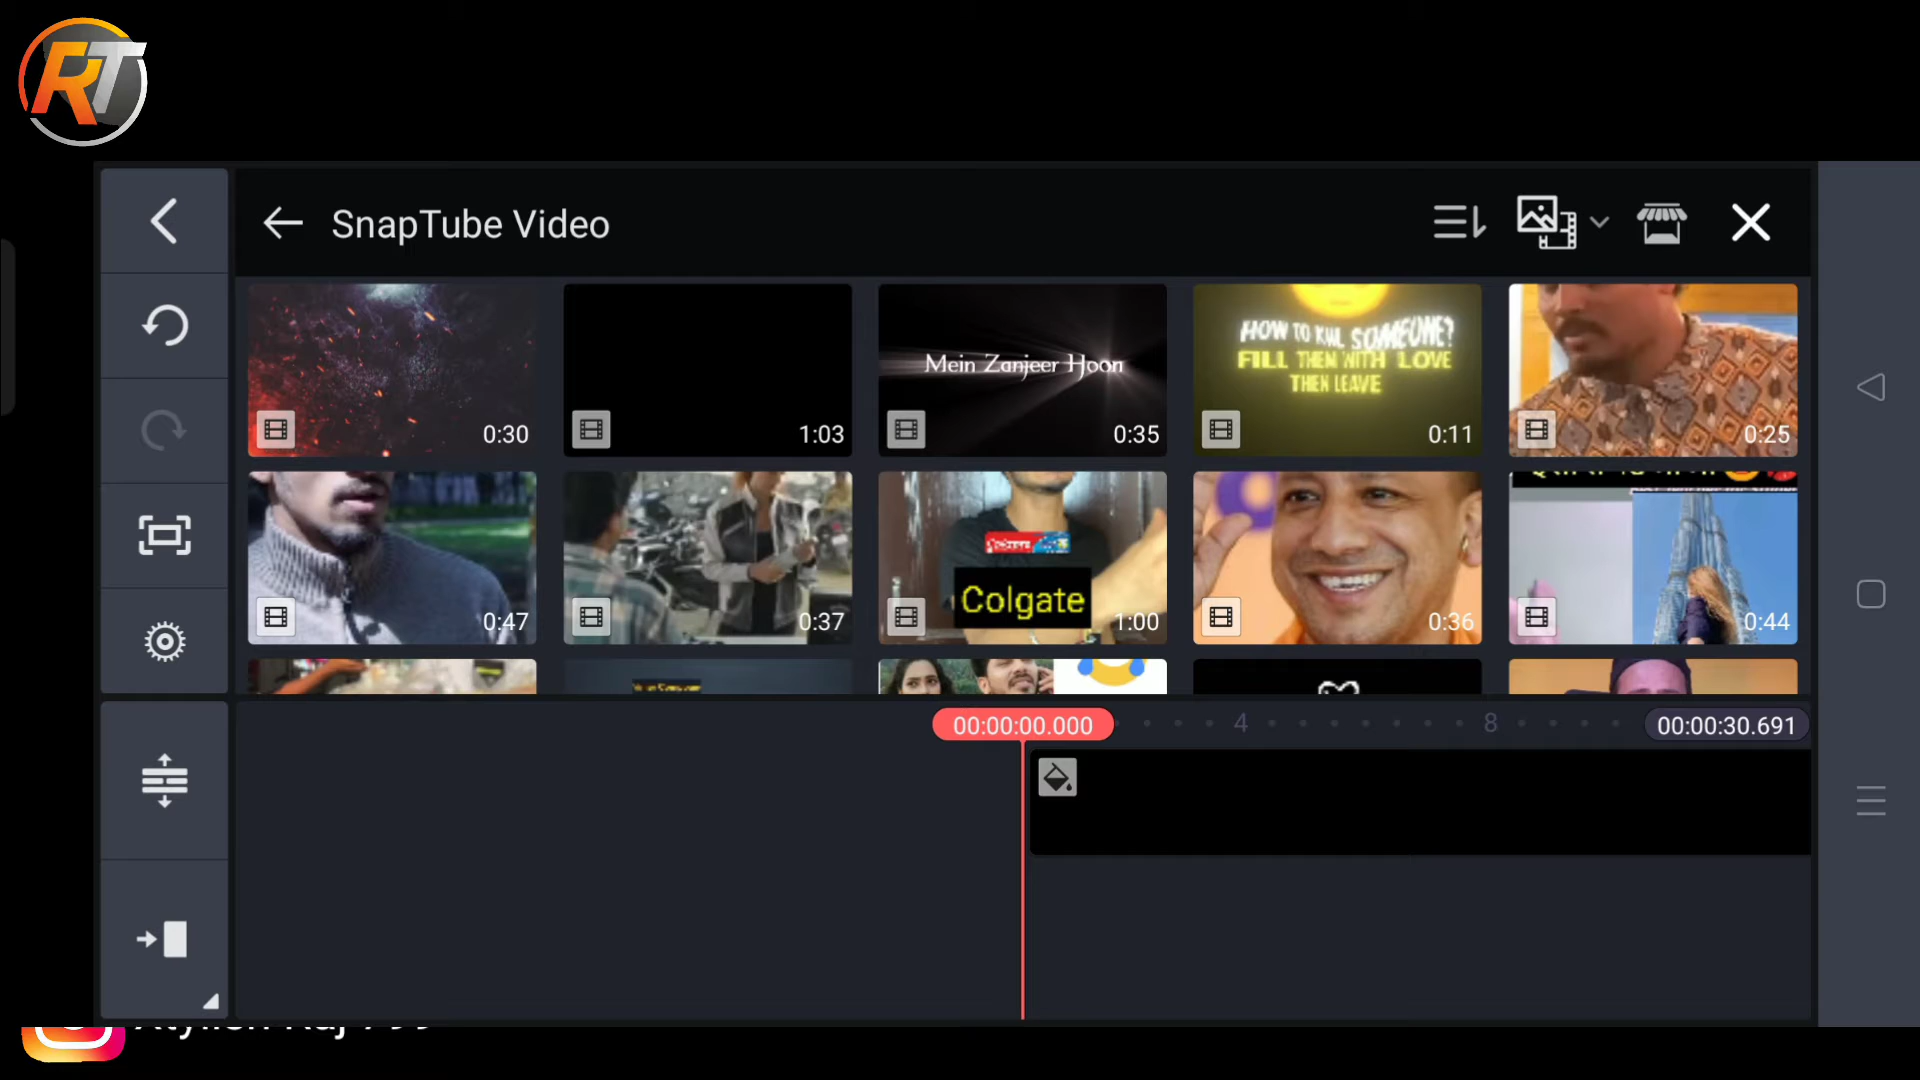 RT
SnapTube Video
Mein Zanjeer Hoon
HOW TO KILL SOMEONE?
FILL THEM WITH LOVE
THEN LEAVE
0:30
1:03
0:35
0:11
0:25
Colgate
0:47
0:37
1:00
0:36
0:44
00:00:00.000
4
8
00:00:30.691